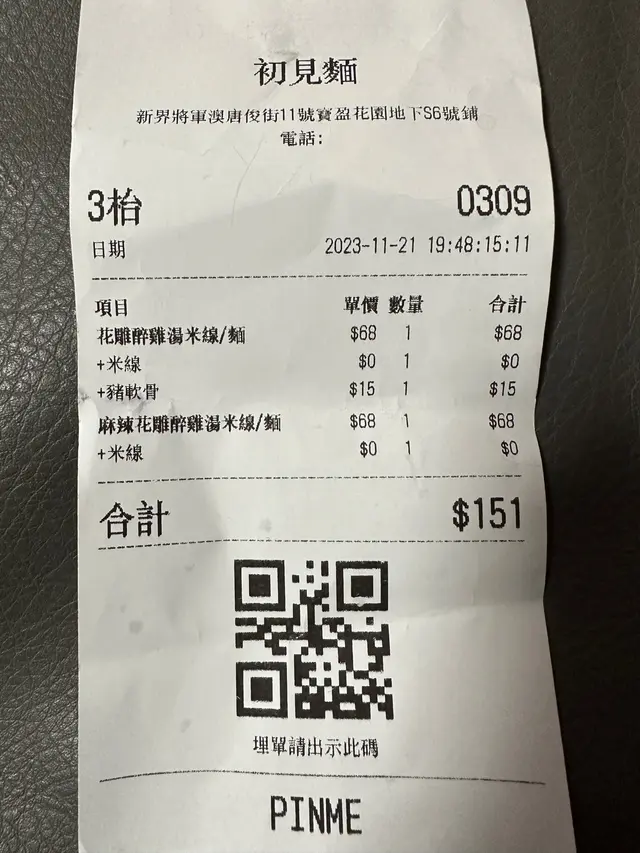 初見麵
新界將軍澳唐俊街11號寶盈花園地下S6號鋪
電話:
3枱 0309
日期 2023-11-21 19:48:15:11
項目 單價 數量 合計
花雕醉雞湯米線/麵 $68 1 $68
+米線 $0 1 $0
+豬軟骨 $15 1 $15
麻辣花雕醉雞湯米線/麵 $68 1 $68
+米線 $0 1 $0
合計 $151
埋單請出示此碼
PINME